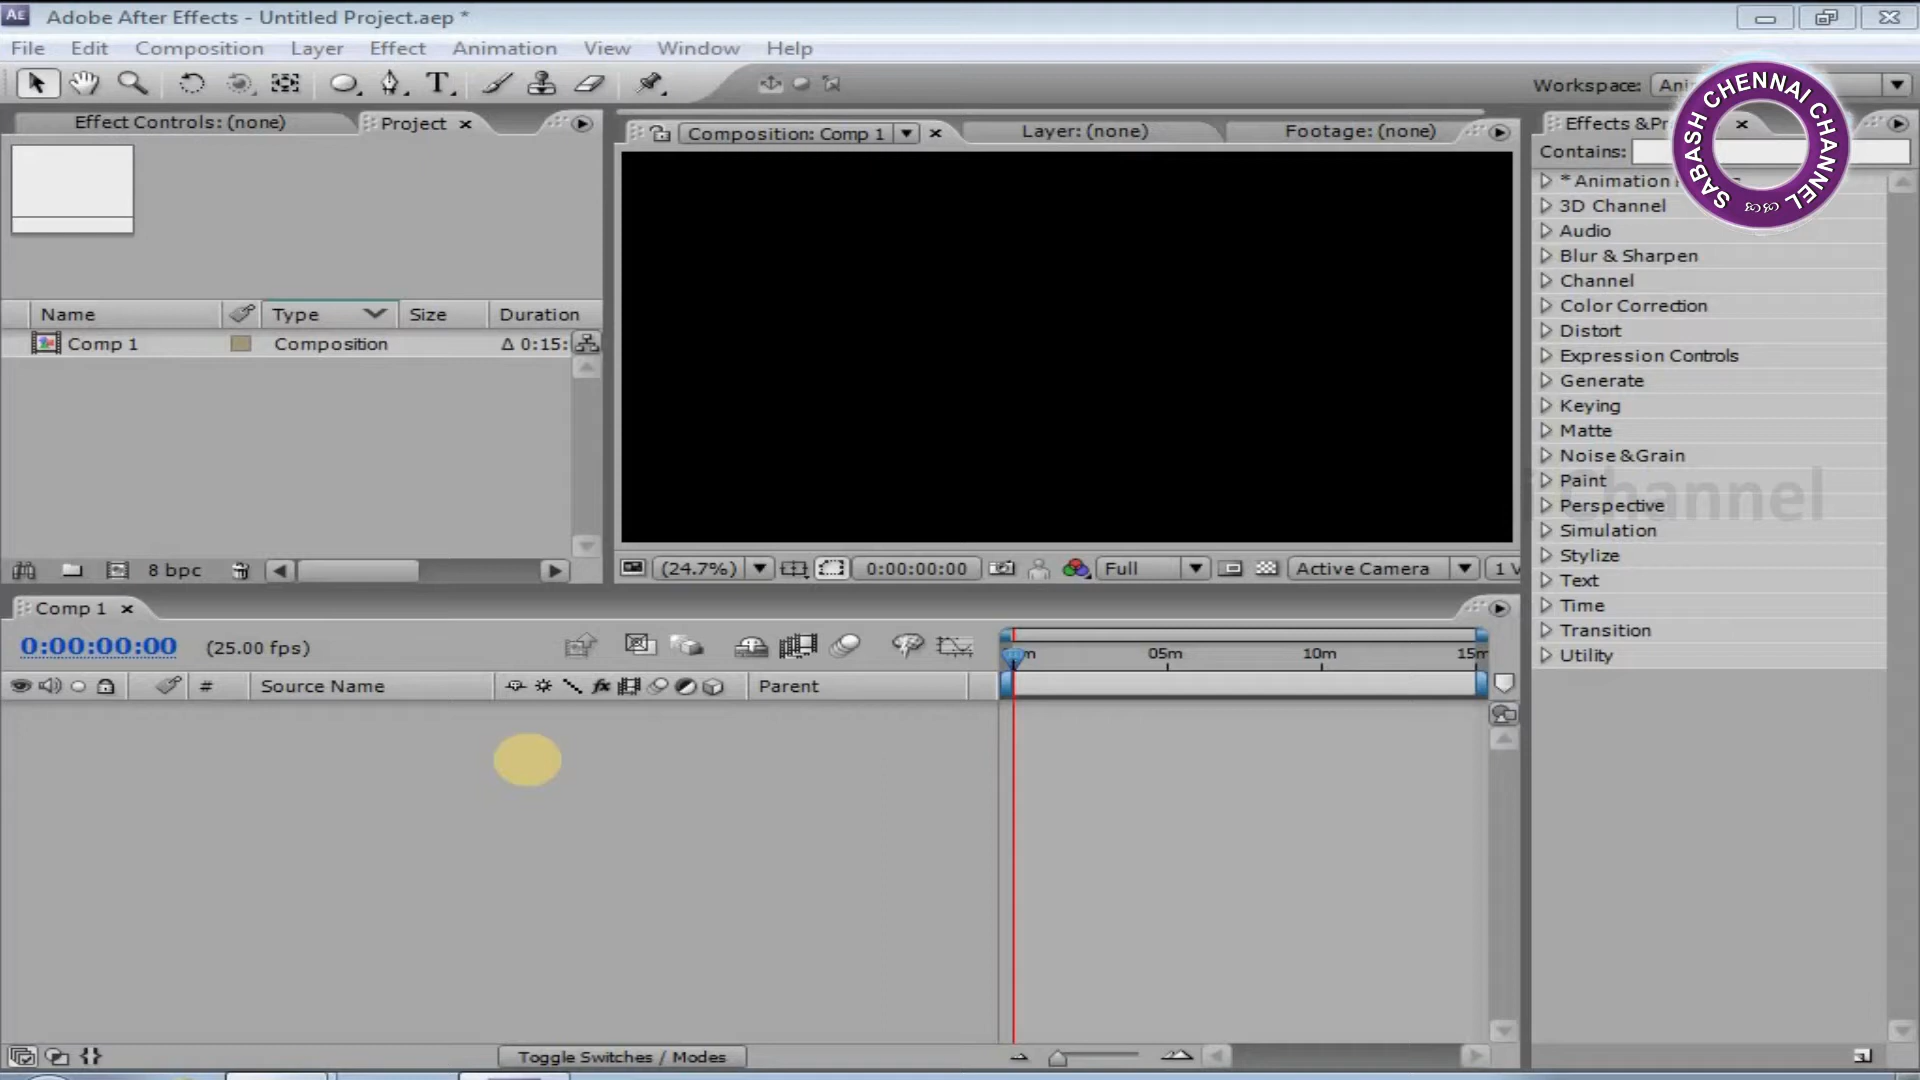 AE Adobe After Effects - Untitled Project.aep *
File Edit Composition Layer Effect Animation View Window Help
T Workspace:
SABASH CHENNAI CHANNEL
Effect Controls: (none) Project
Composition: Comp 1 Layer: (none) Footage: (none)
Effects &
Contains:
Name Type Size Duration
Comp 1 Composition Δ 0:15:
* Animation
3D Channel
Audio
Blur & Sharpen
Channel
Color Correction
Distort
Expression Controls
Generate
Keying
Matte
Noise & Grain
Paint
Perspective
Simulation
Stylize
Text
Time
Transition
Utility
i Channel
8 bpc
(24.7%) 0:00:00:00 Full Active Camera 1 V
Comp 1
0:00:00:00 (25.00 fps)
05m 10m 15m
# Source Name fx Parent
Toggle Switches / Modes